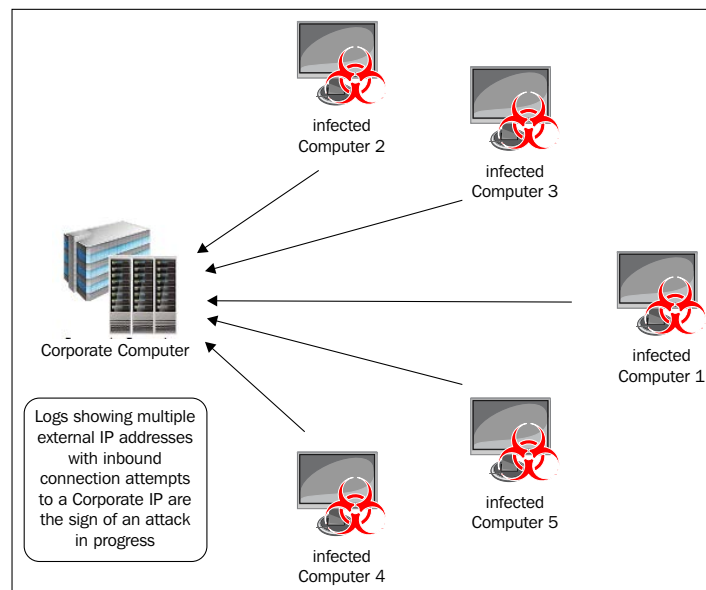 infected
Computer 2
infected
Computer 3
infected
Computer 1
Corporate Computer
Logs showing multiple
external IP addresses
with inbound
connection attempts
to a Corporate IP are
the sign of an attack
in progress
infected
Computer 5
infected
Computer 4